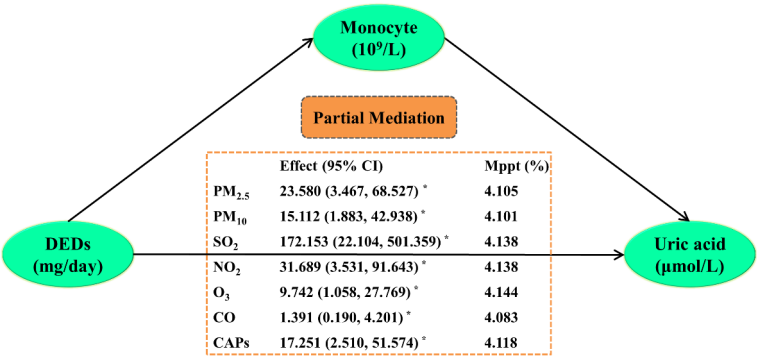 Monocyte
(10⁹/L)
Partial Mediation
Effect (95% CI) Mppt (%)
PM₂.₅ 23.580 (3.467, 68.527) * 4.105
PM₁₀ 15.112 (1.883, 42.938) * 4.101
SO₂ 172.153 (22.104, 501.359) * 4.138
NO₂ 31.689 (3.531, 91.643) * 4.138
O₃ 9.742 (1.058, 27.769) * 4.144
CO 1.391 (0.190, 4.201) * 4.083
CAPs 17.251 (2.510, 51.574) * 4.118
DEDs
(mg/day)
Uric acid
(μmol/L)